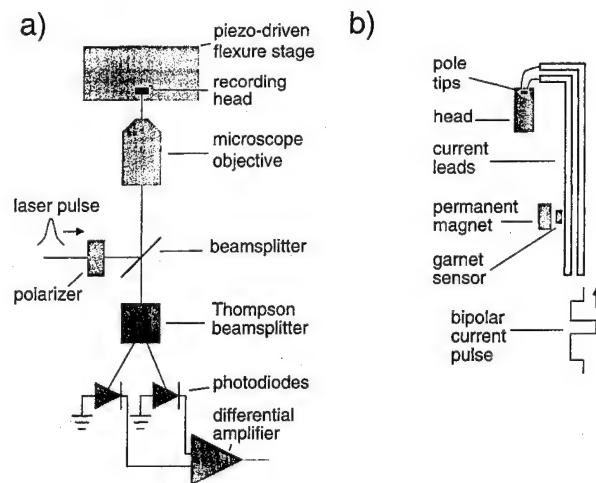 a)
piezo-driven
flexure stage
recording
head
microscope
objective
laser pulse
polarizer
beamsplitter
Thompson
beamsplitter
photodiodes
differential
amplifier
b)
pole
tips
head
current
leads
permanent
magnet
garnet
sensor
bipolar
current
pulse